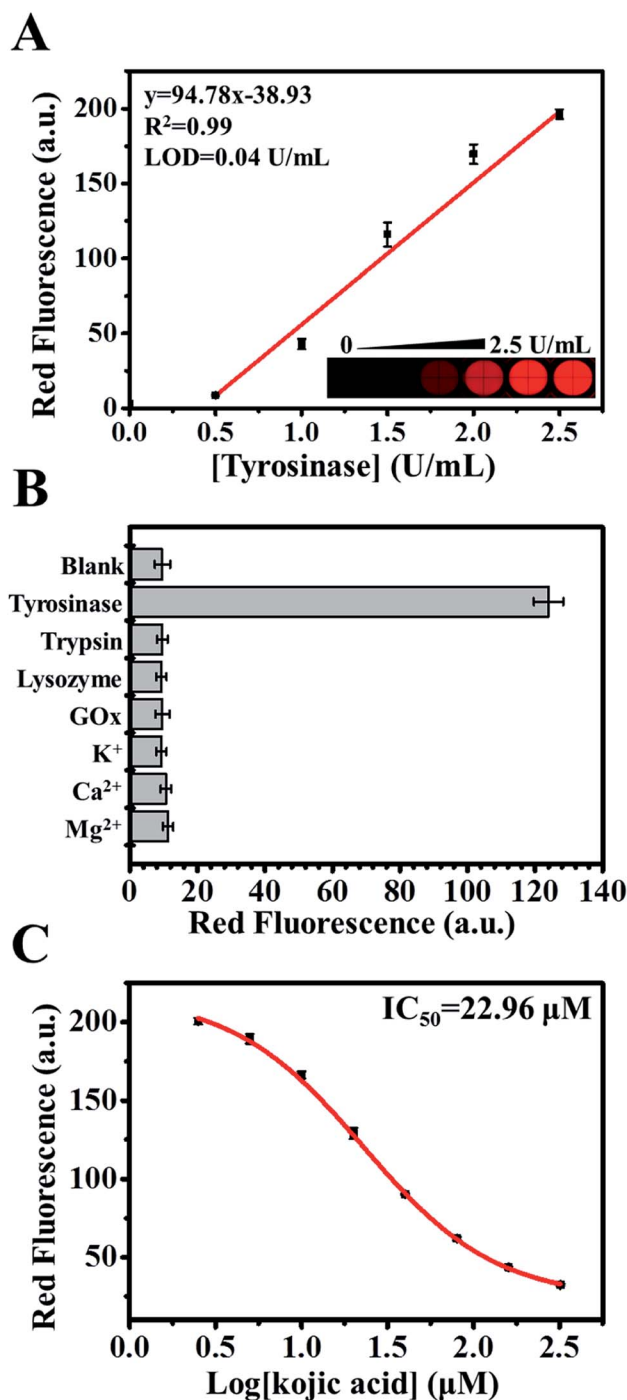 A
y=94.78x-38.93
R²=0.99
LOD=0.04 U/mL
Red Fluorescence (a.u.)
200
150
100
50
0
0 2.5 U/mL
0.0 0.5 1.0 1.5 2.0 2.5
[Tyrosinase] (U/mL)
B
Blank
Tyrosinase
Trypsin
Lysozyme
GOx
K⁺
Ca²⁺
Mg²⁺
0 20 40 60 80 100 120 140
Red Fluorescence (a.u.)
C
IC₅₀=22.96 μM
Red Fluorescence (a.u.)
200
150
100
50
0.0 0.5 1.0 1.5 2.0 2.5
Log[kojic acid] (μM)